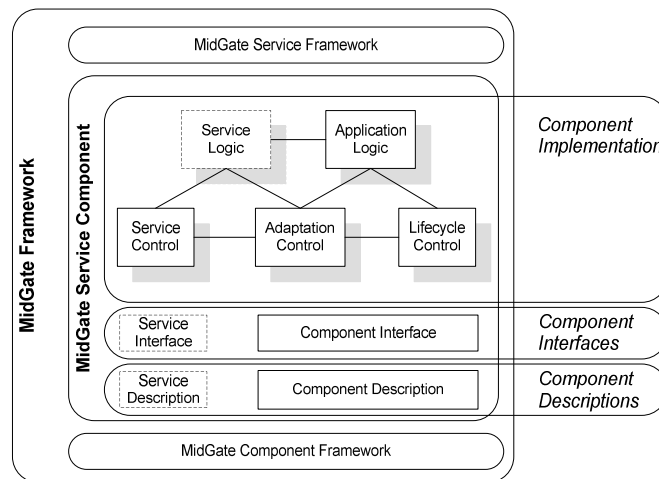 MidGate Service Framework
MidGate Framework
MidGate Service Component
Service
Logic
Application
Logic
Component
Implementation
Service
Control
Adaptation
Control
Lifecycle
Control
Service
Interface
Component Interface
Component
Interfaces
Service
Description
Component Description
Component
Descriptions
MidGate Component Framework